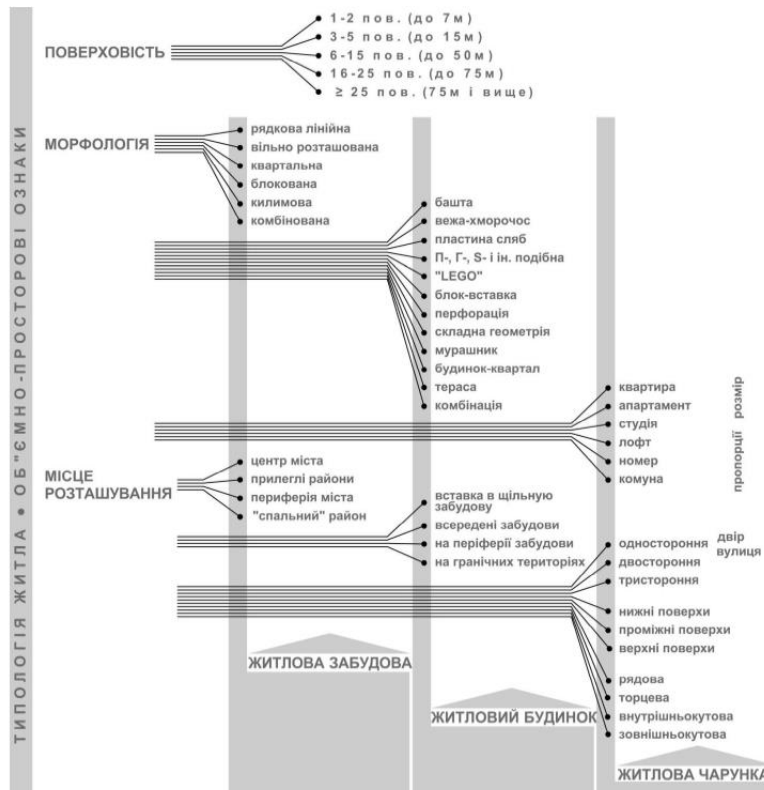 ТИПОЛОГІЯ ЖИТЛА • ОБ"ЄМНО-ПРОСТОРОВІ ОЗНАКИ
ПОВЕРХОВІСТЬ
1-2 пов. (до 7м)
3-5 пов. (до 15м)
6-15 пов. (до 50м)
16-25 пов. (до 75м)
≥ 25 пов. (75м і вище)
МОРФОЛОГІЯ
рядкова лінійна
вільно розташована
квартальна
блокована
килимова
комбінована
башта
вежа-хморочос
пластина сляб
П-, Г-, S- і ін. подібна
"LEGO"
блок-вставка
перфорація
складна геометрія
мурашник
будинок-квартал
тераса
комбінація
квартира
апартамент
студія
лофт
номер
комуна
пропорції розмір
МІСЦЕ
РОЗТАШУВАННЯ
центр міста
прилеглі райони
периферія міста
"спальний" район
вставка в щільну
забудову
всередені забудови
на періферії забудови
на гранічних територіях
одностороння
двостороння
тристороння
двір
вулиця
нижні поверхи
проміжні поверхи
верхні поверхи
рядова
торцева
внутрішньокутова
зовнішньокутова
ЖИТЛОВА ЗАБУДОВА
ЖИТЛОВИЙ БУДИНОК
ЖИТЛОВА ЧАРУНКА